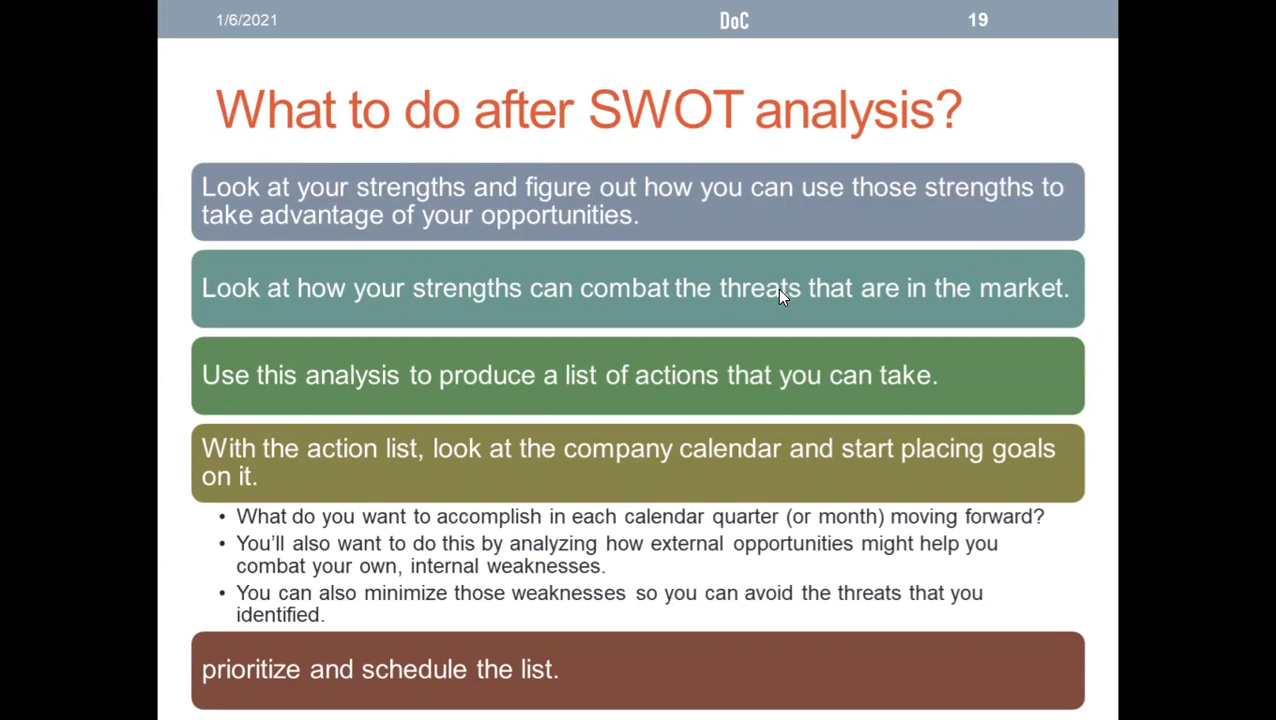 1/6/2021
DoC
19
What to do after SWOT analysis?
Look at your strengths and figure out how you can use those strengths to
take advantage of your opportunities.
Look at how your strengths can combat the threats that are in the market.
Use this analysis to produce a list of actions that you can take.
With the action list, look at the company calendar and start placing goals
on it.
• What do you want to accomplish in each calendar quarter (or month) moving forward?
• You’ll also want to do this by analyzing how external opportunities might help you
combat your own, internal weaknesses.
• You can also minimize those weaknesses so you can avoid the threats that you
identified.
prioritize and schedule the list.